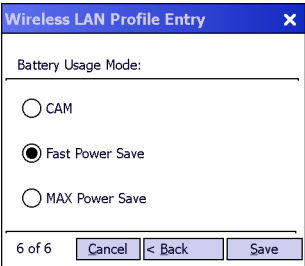 Wireless LAN Profile Entry X
Battery Usage Mode:
CAM
Fast Power Save
MAX Power Save
6 of 6 Cancel < Back Save